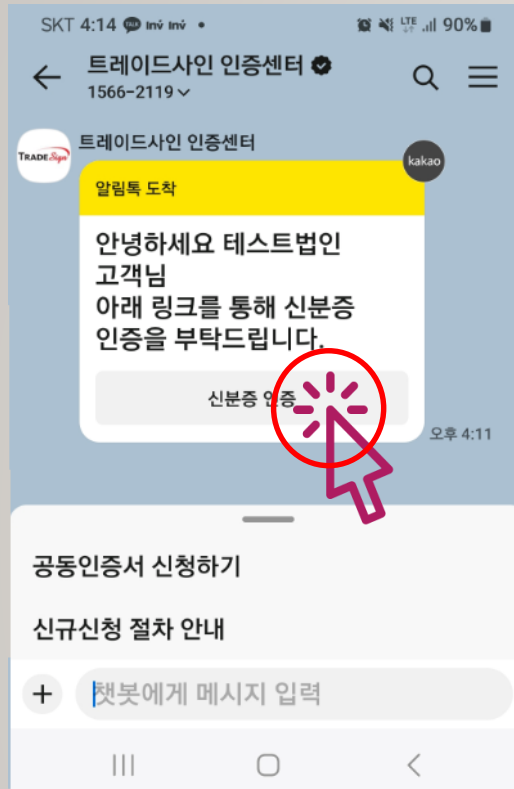 SKT 4:14 TALK Inv Inv • LTE 90%
트레이드사인 인증센터
1566-2119
TRADE Sign
트레이드사인 인증센터
kakao
알림톡 도착
안녕하세요 테스트법인
고객님
아래 링크를 통해 신분증
인증을 부탁드립니다.
신분증 인증
오후 4:11
공동인증서 신청하기
신규신청 절차 안내
챗봇에게 메시지 입력